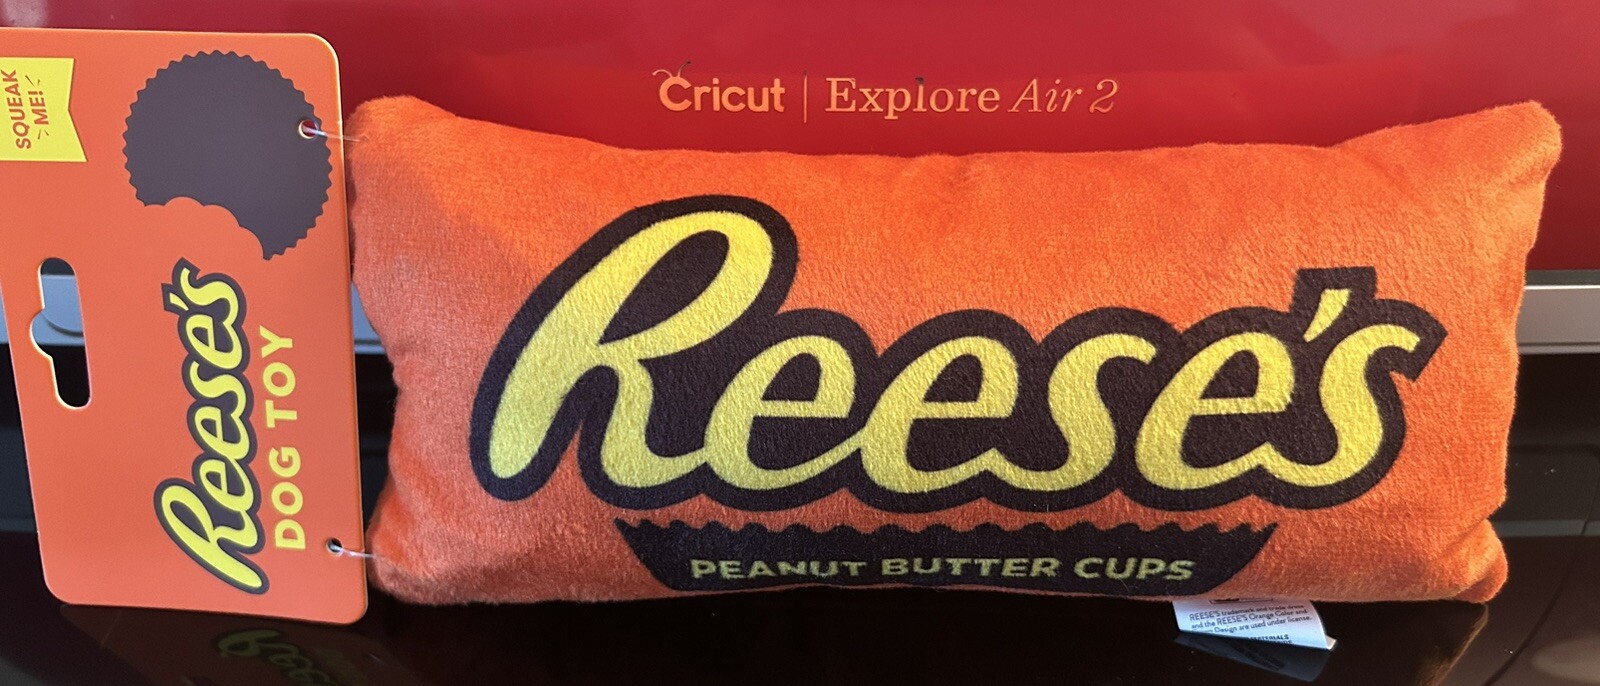 SQUEAK
ME!
Reese's
DOG TOY
Cricut | Explore Air 2
Reese's
PEANUT BUTTER CUPS
REESE'S trademark and trade dress
and the REESE'S Orange Color and
Design are used under license.